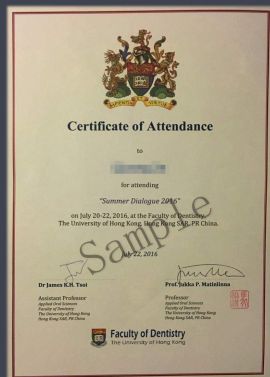 SAPIENTIA ET VIRTUS
Certificate of Attendance
to
for attending
"Summer Dialogue 2016"
on July 20-22, 2016, at the Faculty of Dentistry,
The University of Hong Kong, Hong Kong SAR, PR China.
Sample
July 22, 2016
Dr James K.H. Tsoi
Assistant Professor
Applied Oral Sciences
Faculty of Dentistry
The University of Hong Kong
Hong Kong SAR, PR China
Prof. Jukka P. Matinlinna
Professor
Applied Oral Sciences
Faculty of Dentistry
The University of Hong Kong
Hong Kong SAR, PR China
Faculty of Dentistry
The University of Hong Kong